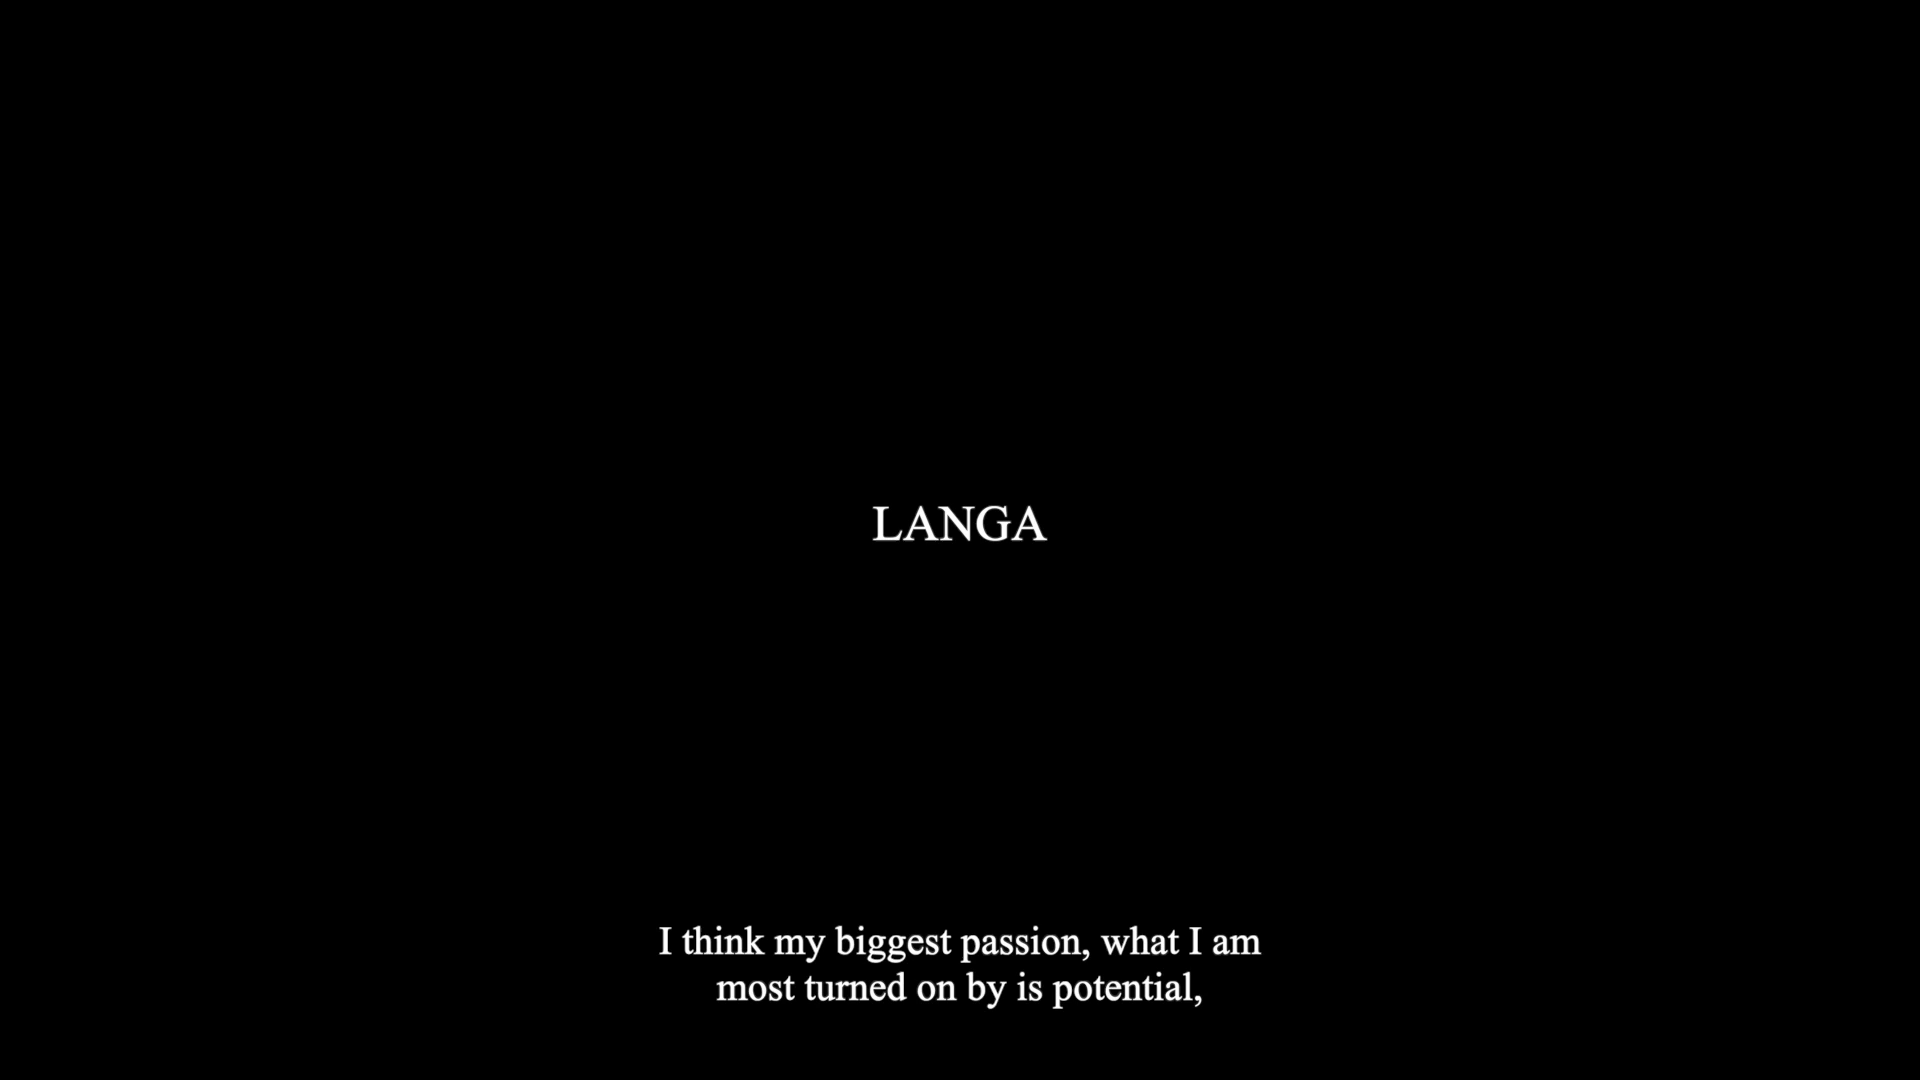 LANGA
I think my biggest passion, what I am
most turned on by is potential,